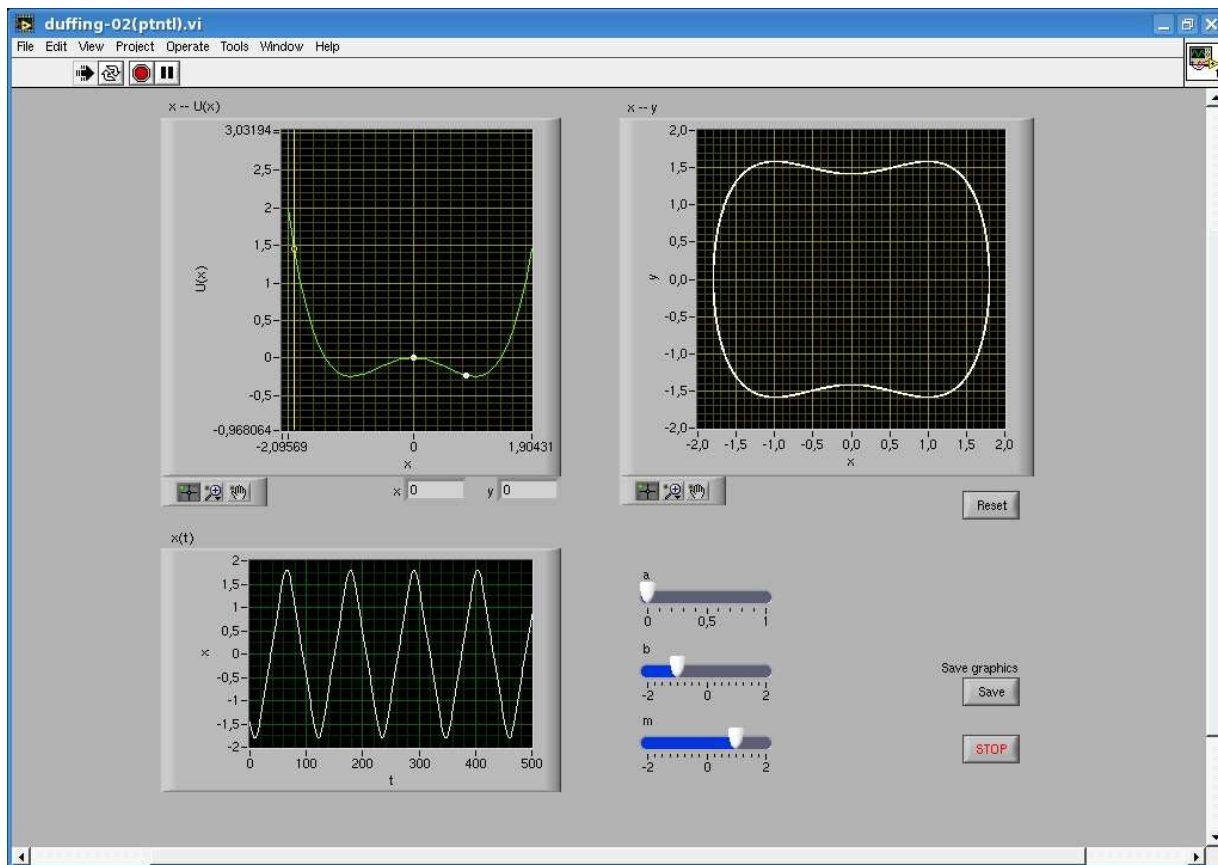 duffing-02(ptntl).vi
File Edit View Project Operate Tools Window Help
x -- U(x)
3,03194
2,5
2
1,5
1
0,5
0
-0,5
-0,968064
U(x)
-2,09569 0 1,90431
x
x 0 y 0
x -- y
2,0
1,5
1,0
0,5
0,0
-0,5
-1,0
-1,5
-2,0
y
-2,0 -1,5 -1,0 -0,5 0,0 0,5 1,0 1,5 2,0
x
Reset
x(t)
2
1,5
1
0,5
0
-0,5
-1
-1,5
-2
x
0 100 200 300 400 500
t
a
0 0,5 1
b
-2 0 2
m
-2 0 2
Save graphics
Save
STOP